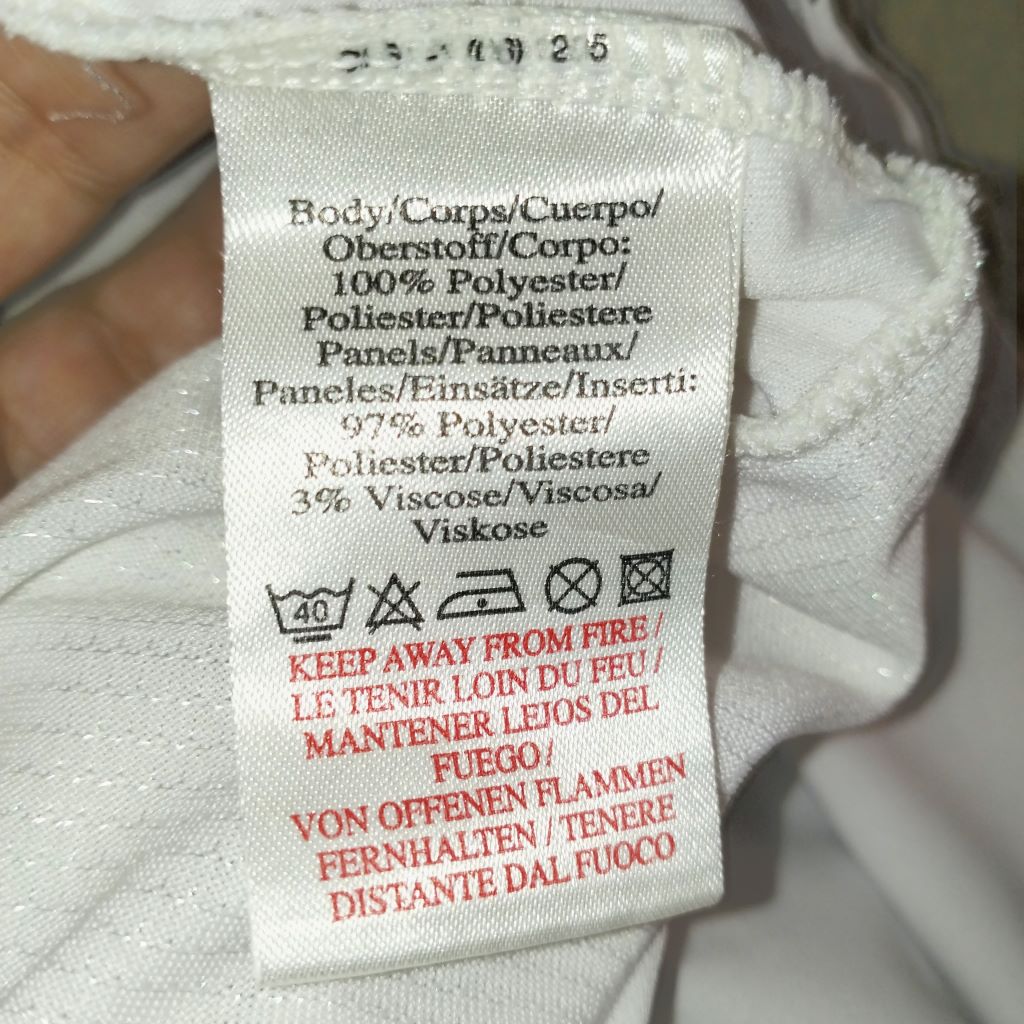 25
Body/Corps/Cuerpo/
Oberstoff/Corpo:
100% Polyester/
Poliester/Poliestere
Panels/Panneaux/
Paneles/Einsätze/Inserti:
97% Polyester/
Poliester/Poliestere
3% Viscose/Viscosa/
Viskose
40
KEEP AWAY FROM FIRE /
LE TENIR LOIN DU FEU /
MANTENER LEJOS DEL
FUEGO /
VON OFFENEN FLAMMEN
FERNHALTEN / TENERE
DISTANTE DAL FUOCO